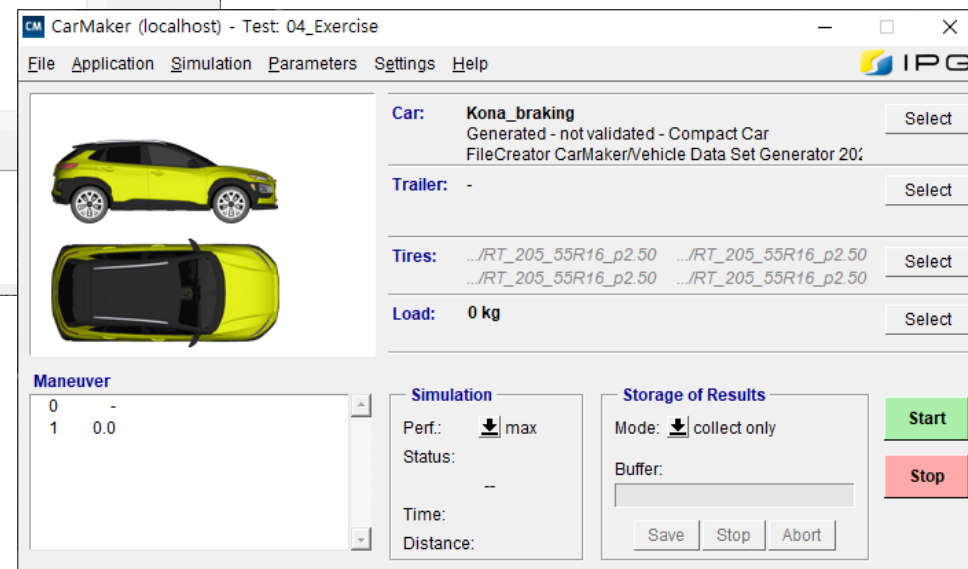 CM CarMaker (localhost) - Test: 04_Exercise
File Application Simulation Parameters Settings Help
IPG
Car: Kona_braking Select
Generated - not validated - Compact Car
FileCreator CarMaker/Vehicle Data Set Generator 202
Trailer: - Select
Tires: .../RT_205_55R16_p2.50 .../RT_205_55R16_p2.50 Select
.../RT_205_55R16_p2.50 .../RT_205_55R16_p2.50
Load: 0 kg Select
Maneuver
0 -
1 0.0
Simulation
Perf.: max
Status:
--
Time:
Distance:
Storage of Results
Mode: collect only
Buffer:
Save Stop Abort
Start
Stop